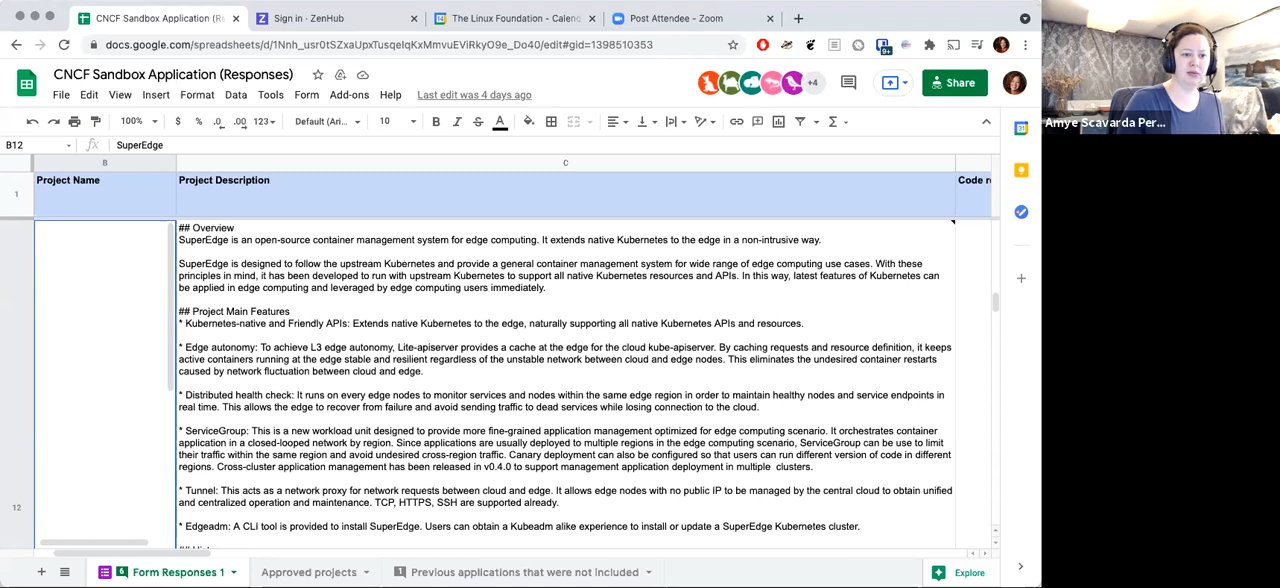 CNCF Sandbox Application (Re
Sign in · ZenHub
The Linux Foundation - Calend
Post Attendee - Zoom
docs.google.com/spreadsheets/d/1Nnh_usr0tSZxaUpxTusqeIqKxMmvuEViRkyO9e_Do40/edit#gid=1398510353
9+
CNCF Sandbox Application (Responses)
+4
Share
File Edit View Insert Format Data Tools Form Add-ons Help Last edit was 4 days ago
100% $ % .0 .00 123 Default (Ari... 10 B I S A
B12 fx SuperEdge
B C
1 Project Name Project Description Code r
## Overview
SuperEdge is an open-source container management system for edge computing. It extends native Kubernetes to the edge in a non-intrusive way.
SuperEdge is designed to follow the upstream Kubernetes and provide a general container management system for wide range of edge computing use cases. With these
principles in mind, it has been developed to run with upstream Kubernetes to support all native Kubernetes resources and APIs. In this way, latest features of Kubernetes can
be applied in edge computing and leveraged by edge computing users immediately.
## Project Main Features
* Kubernetes-native and Friendly APIs: Extends native Kubernetes to the edge, naturally supporting all native Kubernetes APIs and resources.
* Edge autonomy: To achieve L3 edge autonomy, Lite-apiserver provides a cache at the edge for the cloud kube-apiserver. By caching requests and resource definition, it keeps
active containers running at the edge stable and resilient regardless of the unstable network between cloud and edge nodes. This eliminates the undesired container restarts
caused by network fluctuation between cloud and edge.
* Distributed health check: It runs on every edge nodes to monitor services and nodes within the same edge region in order to maintain healthy nodes and service endpoints in
real time. This allows the edge to recover from failure and avoid sending traffic to dead services while losing connection to the cloud.
* ServiceGroup: This is a new workload unit designed to provide more fine-grained application management optimized for edge computing scenario. It orchestrates container
application in a closed-looped network by region. Since applications are usually deployed to multiple regions in the edge computing scenario, ServiceGroup can be use to limit
their traffic within the same region and avoid undesired cross-region traffic. Canary deployment can also be configured so that users can run different version of code in different
regions. Cross-cluster application management has been released in v0.4.0 to support management application deployment in multiple clusters.
* Tunnel: This acts as a network proxy for network requests between cloud and edge. It allows edge nodes with no public IP to be managed by the central cloud to obtain unified
and centralized operation and maintenance. TCP, HTTPS, SSH are supported already.
12
* Edgeadm: A CLI tool is provided to install SuperEdge. Users can obtain a Kubeadm alike experience to install or update a SuperEdge Kubernetes cluster.
6 Form Responses 1 Approved projects 1 Previous applications that were not included Explore
Amye Scavarda Per...